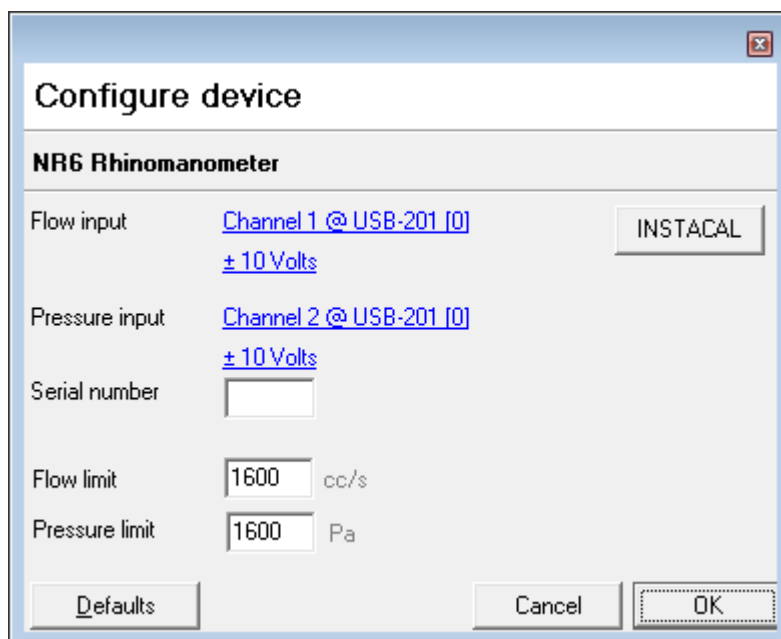 Configure device
NR6 Rhinomanometer
Flow input Channel 1 @ USB-201 [0] INSTACAL
± 10 Volts
Pressure input Channel 2 @ USB-201 [0]
± 10 Volts
Serial number
Flow limit 1600 cc/s
Pressure limit 1600 Pa
Defaults Cancel OK